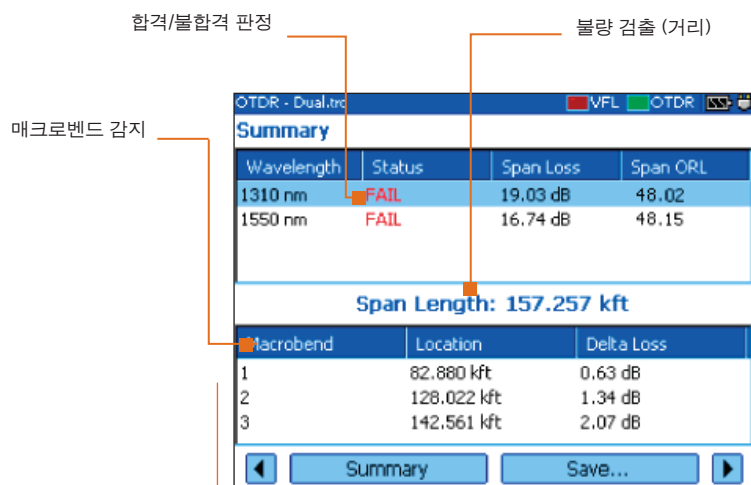 합격/불합격 판정
불량 검출 (거리)
매크로벤드 감지
OTDR - Dual.trc VFL OTDR
Summary
Wavelength Status Span Loss Span ORL
1310 nm FAIL 19.03 dB 48.02
1550 nm FAIL 16.74 dB 48.15
Span Length: 157.257 kft
Macrobend Location Delta Loss
1 82.880 kft 0.63 dB
2 128.022 kft 1.34 dB
3 142.561 kft 2.07 dB
Summary Save...